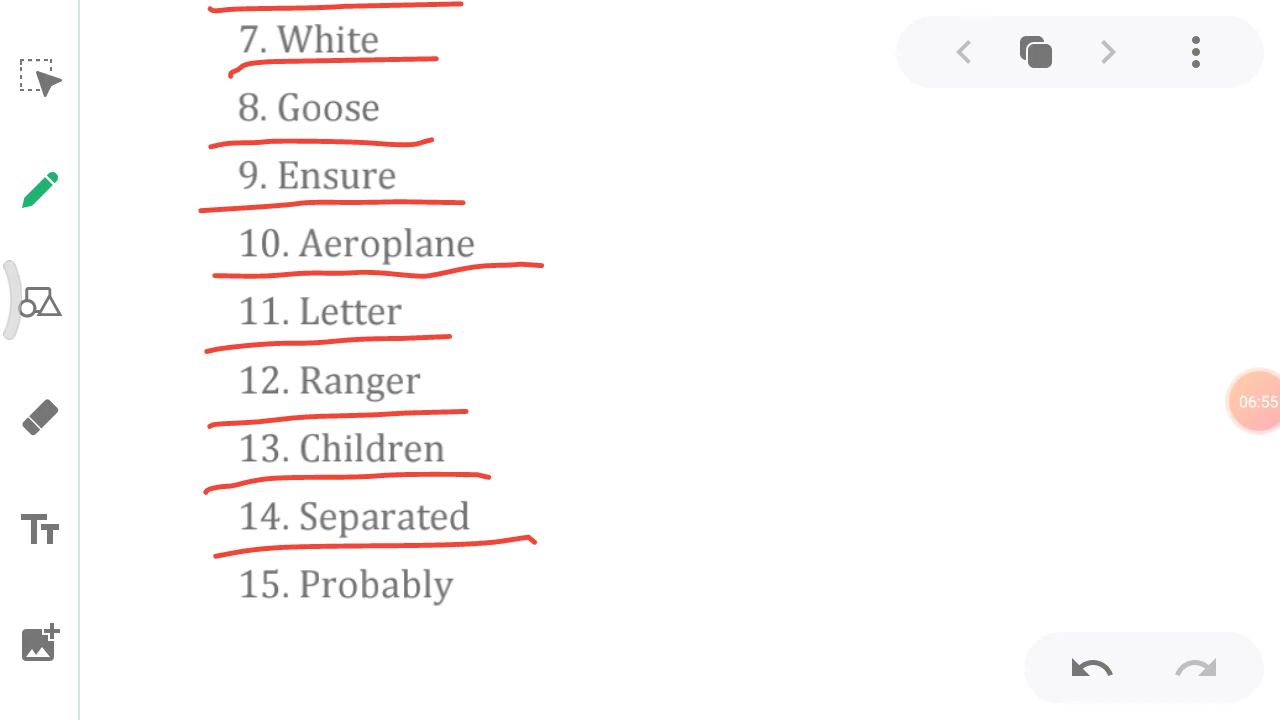 7. White
8. Goose
9. Ensure
10. Aeroplane
11. Letter
12. Ranger
13. Children
14. Separated
15. Probably
06:55
TT